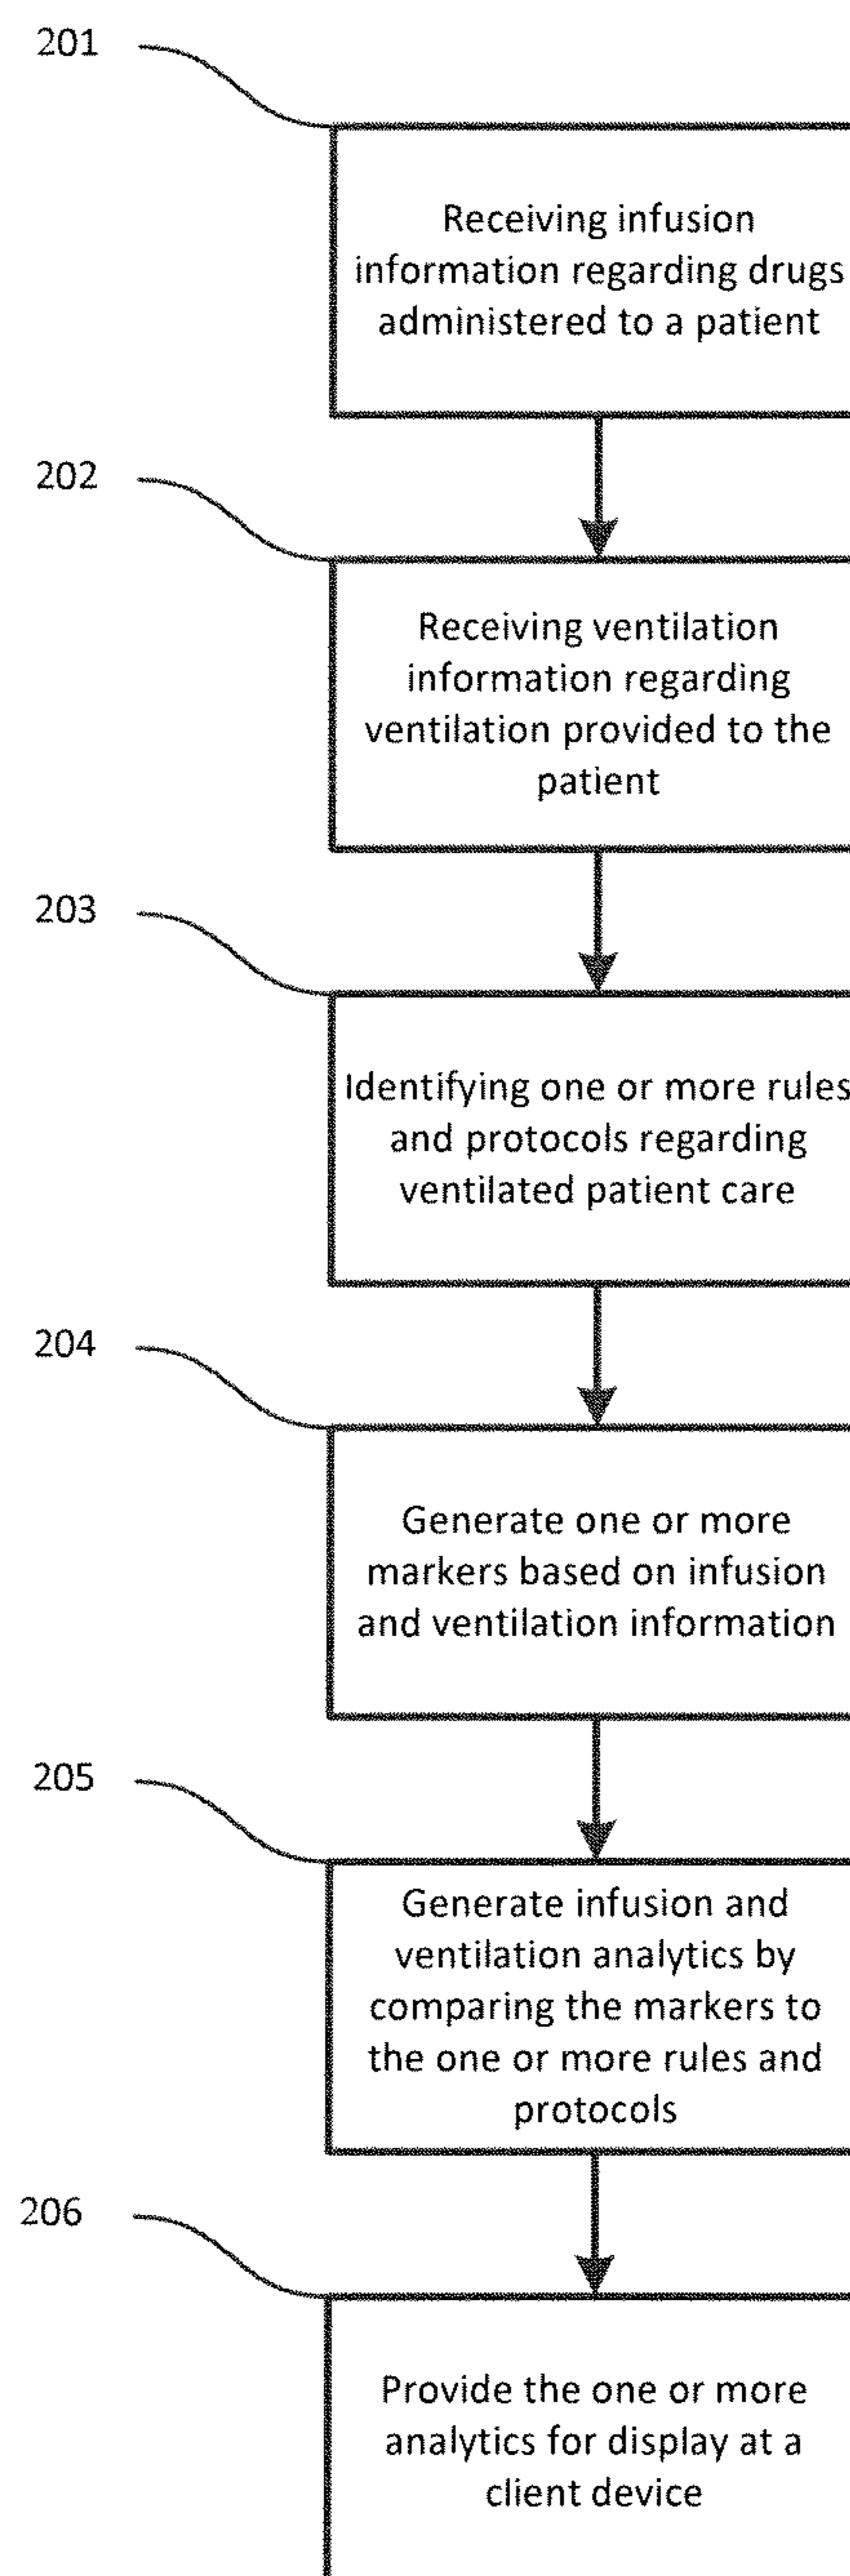 201
Receiving infusion
information regarding drugs
administered to a patient
202
Receiving ventilation
information regarding
ventilation provided to the
patient
203
Identifying one or more rules
and protocols regarding
ventilated patient care
204
Generate one or more
markers based on infusion
and ventilation information
205
Generate infusion and
ventilation analytics by
comparing the markers to
the one or more rules and
protocols
206
Provide the one or more
analytics for display at a
client device